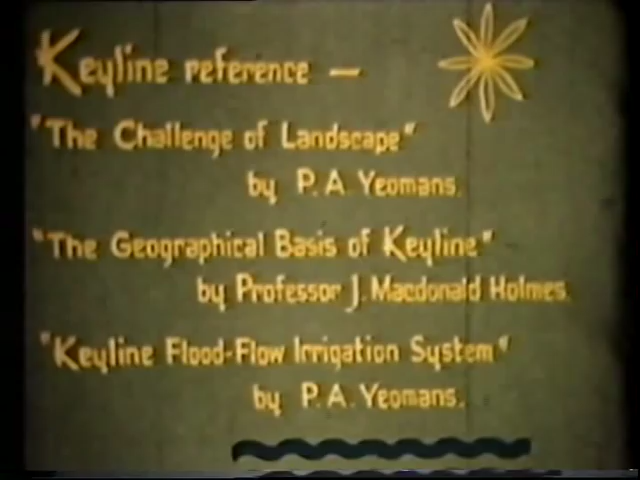 Keyline reference —
"The Challenge of Landscape"
by P.A. Yeomans.
"The Geographical Basis of Keyline"
by Professor J. Macdonald Holmes.
"Keyline Flood-Flow Irrigation System"
by P.A. Yeomans.